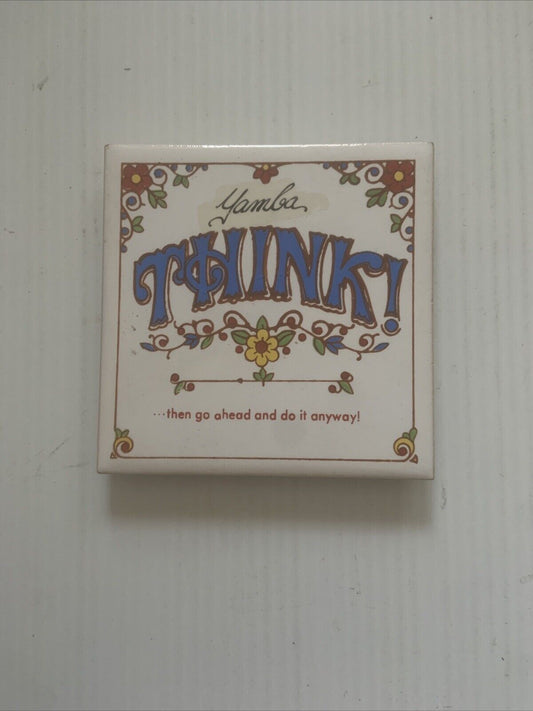 Yamba
THINK!
...then go ahead and do it anyway!